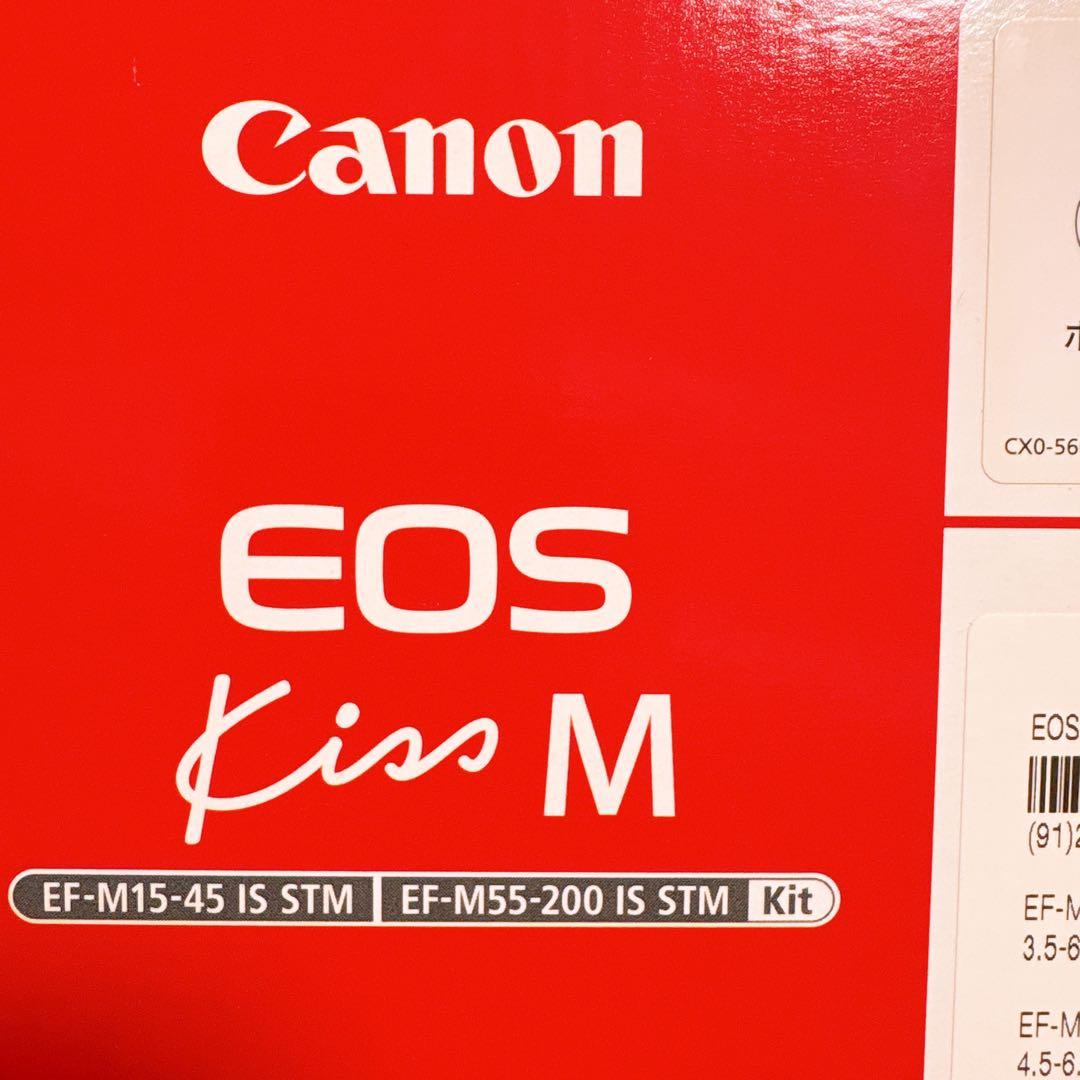 Canon
EOS
Kiss M
EF-M15-45 IS STM | EF-M55-200 IS STM Kit
CX0-56
EOS
(91)
EF-M
3.5-6
EF-M
4.5-6.